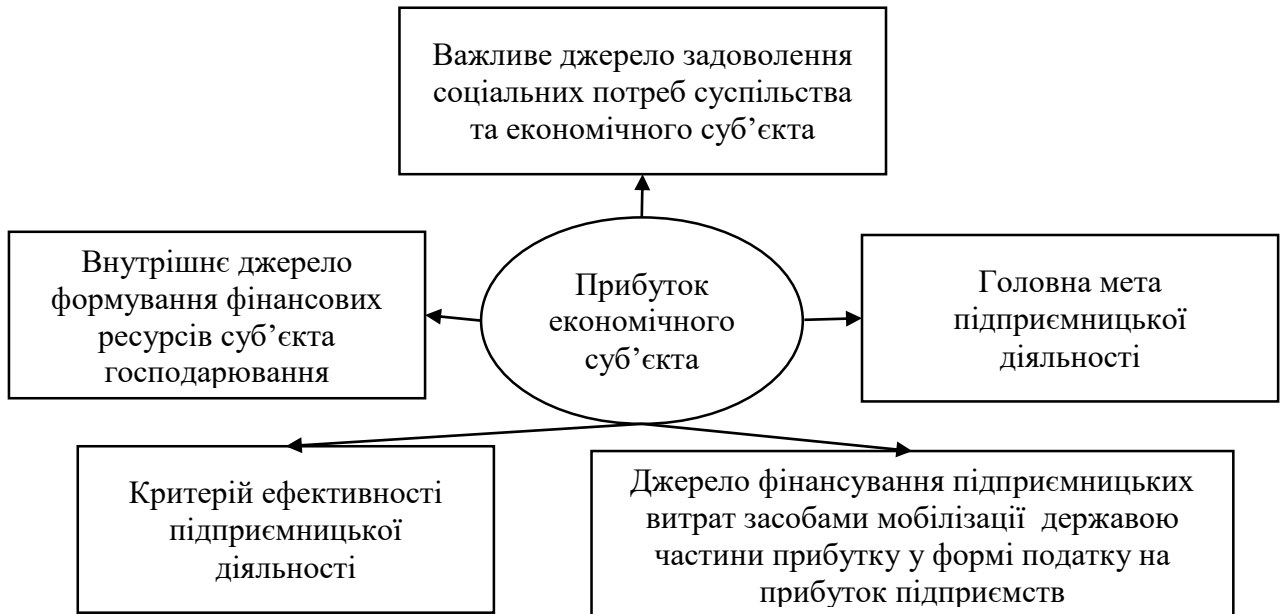 Важливе джерело задоволення
соціальних потреб суспільства
та економічного суб’єкта
Внутрішнє джерело
формування фінансових
ресурсів суб’єкта
господарювання
Прибуток
економічного
суб’єкта
Головна мета
підприємницької
діяльності
Критерій ефективності
підприємницької
діяльності
Джерело фінансування підприємницьких
витрат засобами мобілізації державою
частини прибутку у формі податку на
прибуток підприємств